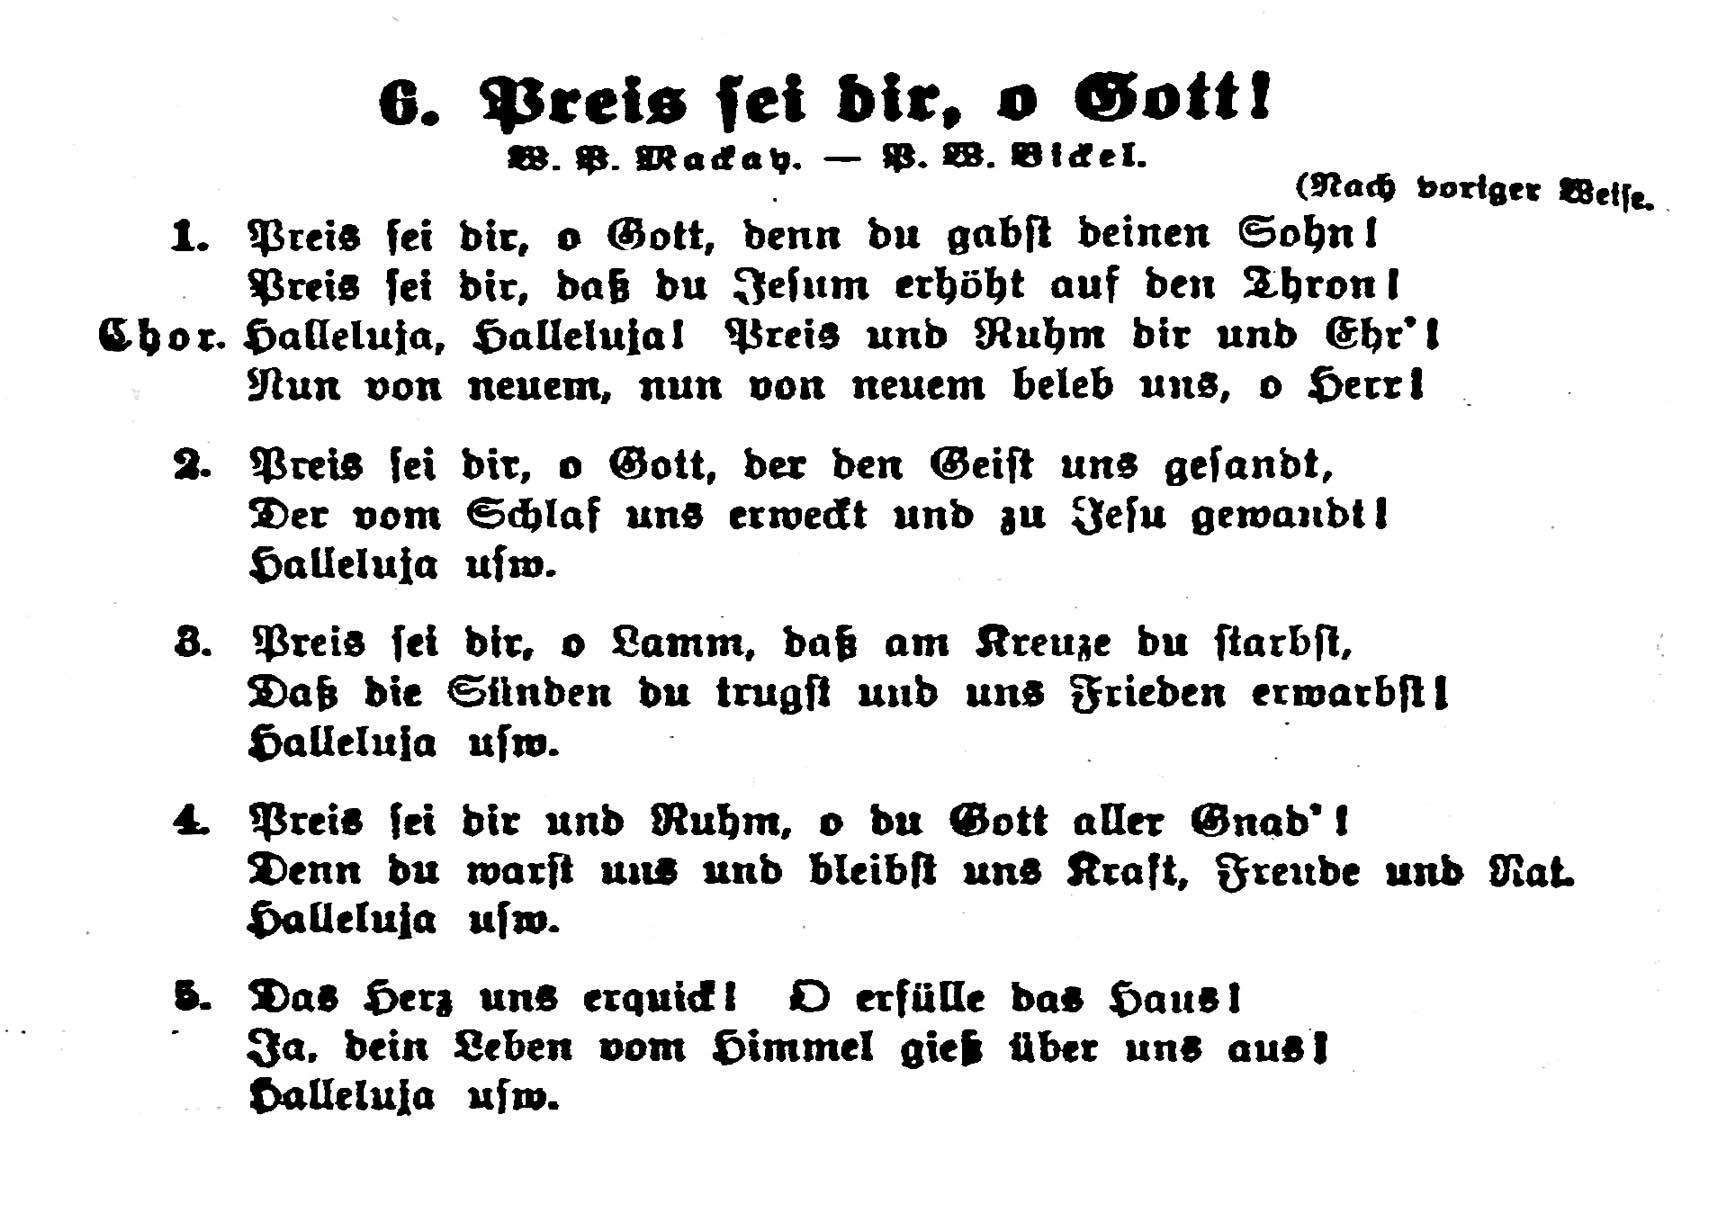 6. Preis sei dir, o Gott!
W. P. Mackay. — P. W. Bickel.
(Nach voriger Weise.
1. Preis sei dir, o Gott, denn du gabst deinen Sohn!
Preis sei dir, daß du Jesum erhöht auf den Thron!
Chor. Halleluja, Halleluja! Preis und Ruhm dir und Ehr'!
Nun von neuem, nun von neuem beleb uns, o Herr!
2. Preis sei dir, o Gott, der den Geist uns gesandt,
Der vom Schlaf uns erweckt und zu Jesu gewandt!
Halleluja usw.
3. Preis sei dir, o Lamm, daß am Kreuze du starbst,
Daß die Sünden du trugst und uns Frieden erwarbst!
Halleluja usw.
4. Preis sei dir und Ruhm, o du Gott aller Gnad'!
Denn du warst uns und bleibst uns Kraft, Freude und Rat.
Halleluja usw.
5. Das Herz uns erquick! O erfülle das Haus!
Ja, dein Leben vom Himmel gieß über uns aus!
Halleluja usw.